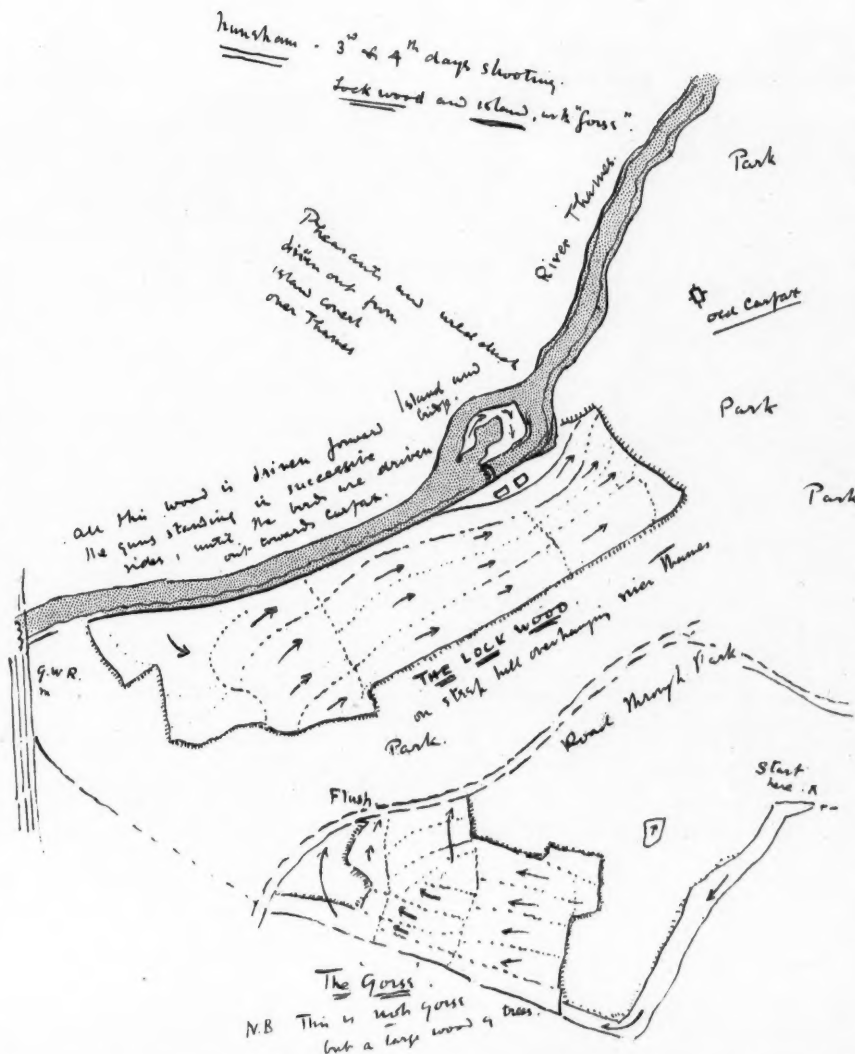 Nuneham - 3rd & 4th days shooting.
Lock wood and island, with "Gorse".
Park
River Thames.
Pheasants and wild duck
driven out from
island covert
over Thames
old Carfax
Park
Island and
bridge.
all this wood is driven forward
the guns standing in successive
rides, until the birds are driven
out towards Carfax.
Park
G.W.R.
THE LOCK WOOD
on steep hill overhanging river Thames
Park.
Road through Park
Start
here
Flush
The Gorse.
N.B This is not gorse
but a large wood of trees.